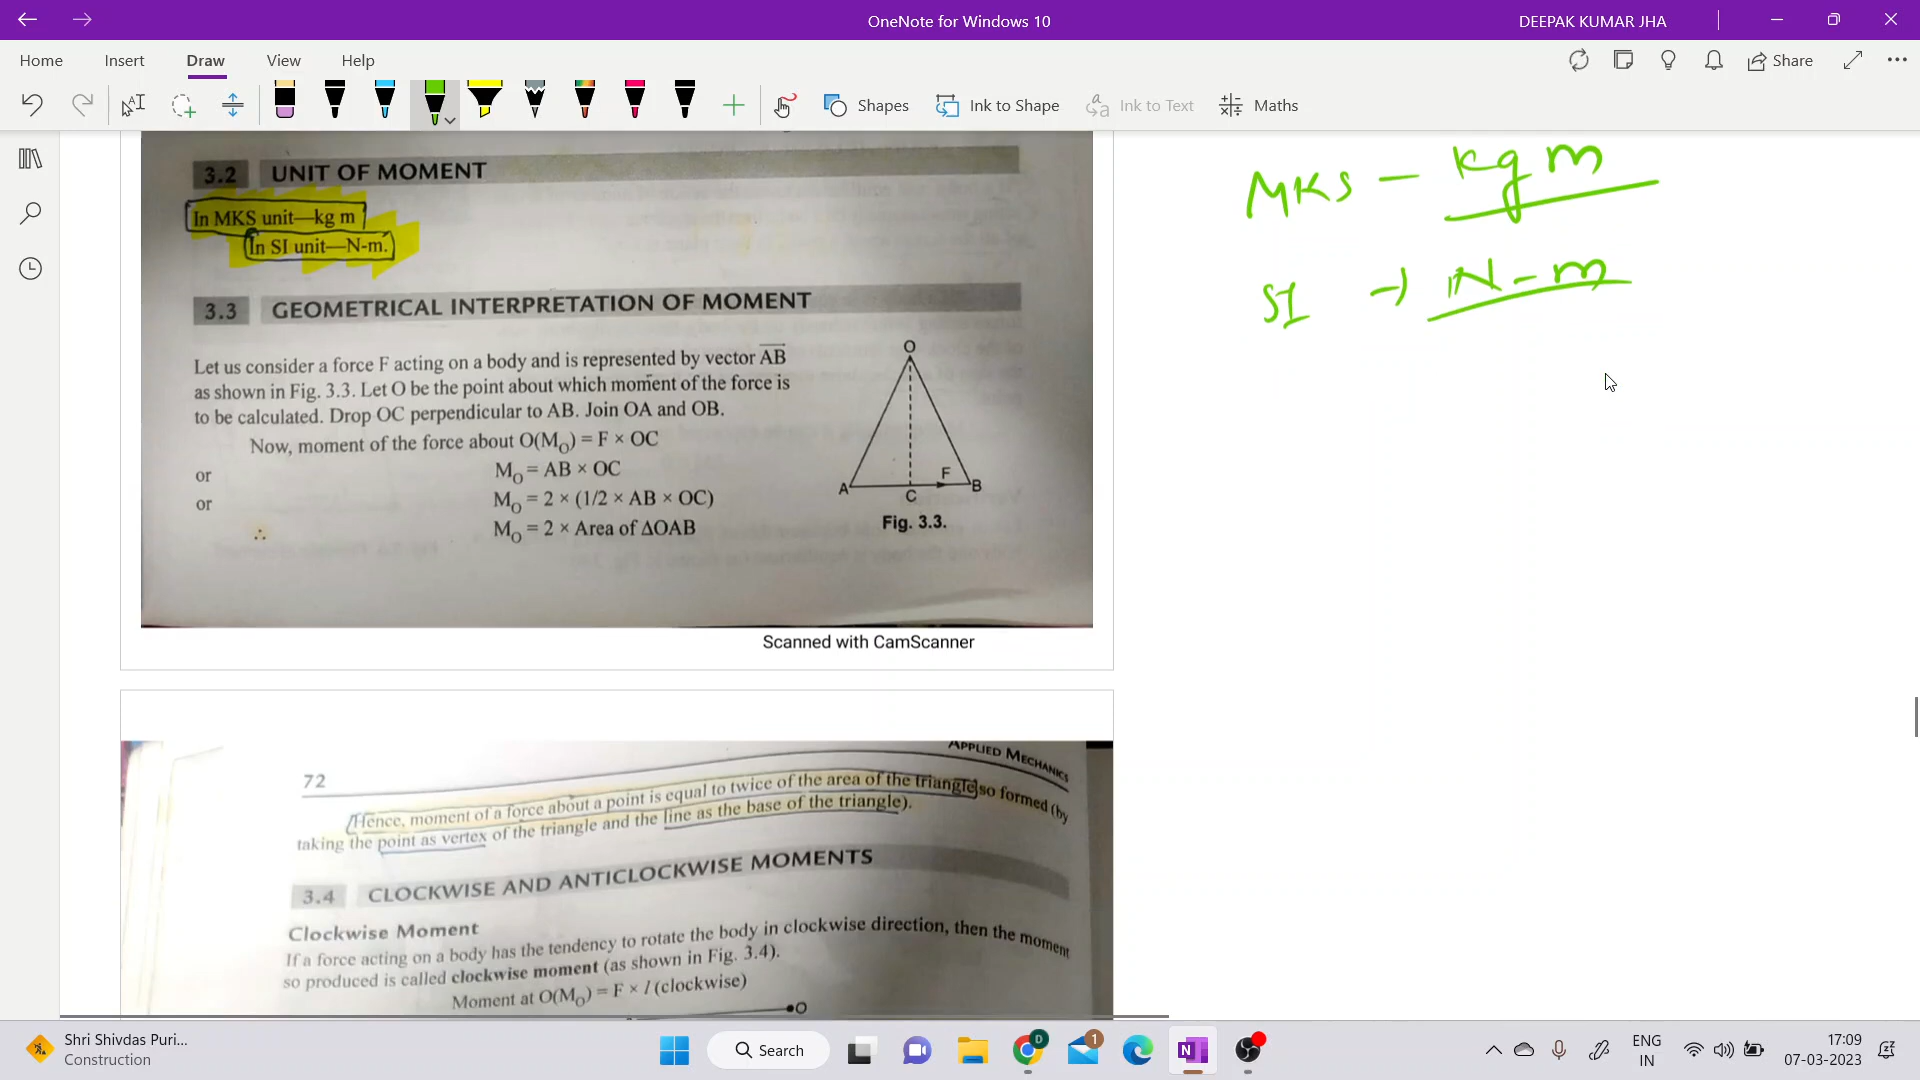 OneNote for Windows 10
DEEPAK KUMAR JHA
Home Insert Draw View Help
Share
Shapes Ink to Shape Ink to Text Maths
3.2 UNIT OF MOMENT
In MKS unit—kg m
In SI unit—N-m.
MKS – kg m
SI → N-m
3.3 GEOMETRICAL INTERPRETATION OF MOMENT
Let us consider a force F acting on a body and is represented by vector A̅B̅
as shown in Fig. 3.3. Let O be the point about which moment of the force is
to be calculated. Drop OC perpendicular to AB. Join OA and OB.
Now, moment of the force about O(M_O) = F × OC
or M_O = AB × OC
or M_O = 2 × (1/2 × AB × OC)
∴ M_O = 2 × Area of ΔOAB
O
A
C
F
B
Fig. 3.3.
Scanned with CamScanner
APPLIED MECHANICS
72
Hence, moment of a force about a point is equal to twice of the area of the triangle so formed (by
taking the point as vertex of the triangle and the line as the base of the triangle).
3.4 CLOCKWISE AND ANTICLOCKWISE MOMENTS
Clockwise Moment
If a force acting on a body has the tendency to rotate the body in clockwise direction, then the moment
so produced is called clockwise moment (as shown in Fig. 3.4).
Moment at O(M_O) = F × l (clockwise)
O
Shri Shivdas Puri...
Construction
Search
D
1
N
ENG
IN
17:09
07-03-2023